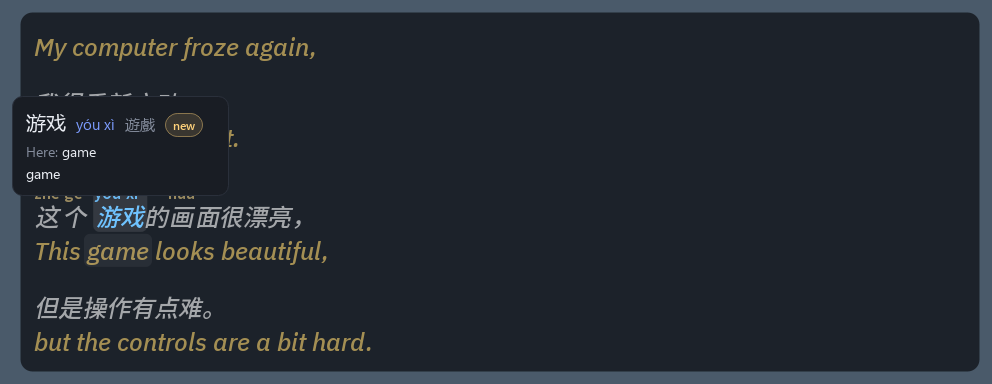 My computer froze again,
游戏 yóu xì 遊戲 new
Here: game
game
t.
这个 游戏的画面很漂亮，
This game looks beautiful,
但是操作有点难。
but the controls are a bit hard.